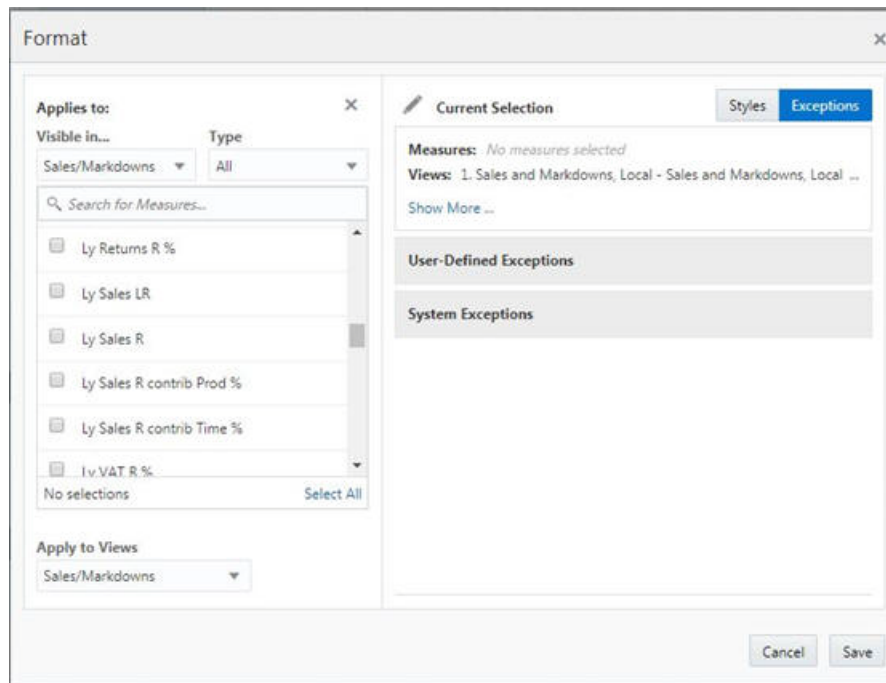 Format
Applies to:
Visible in... Type
Sales/Markdowns All
Search for Measures...
Ly Returns R %
Ly Sales LR
Ly Sales R
Ly Sales R contrib Prod %
Ly Sales R contrib Time %
Ly VAT R %
No selections Select All
Apply to Views
Sales/Markdowns
Current Selection Styles Exceptions
Measures: No measures selected
Views: 1. Sales and Markdowns, Local - Sales and Markdowns, Local ...
Show More ...
User-Defined Exceptions
System Exceptions
Cancel Save